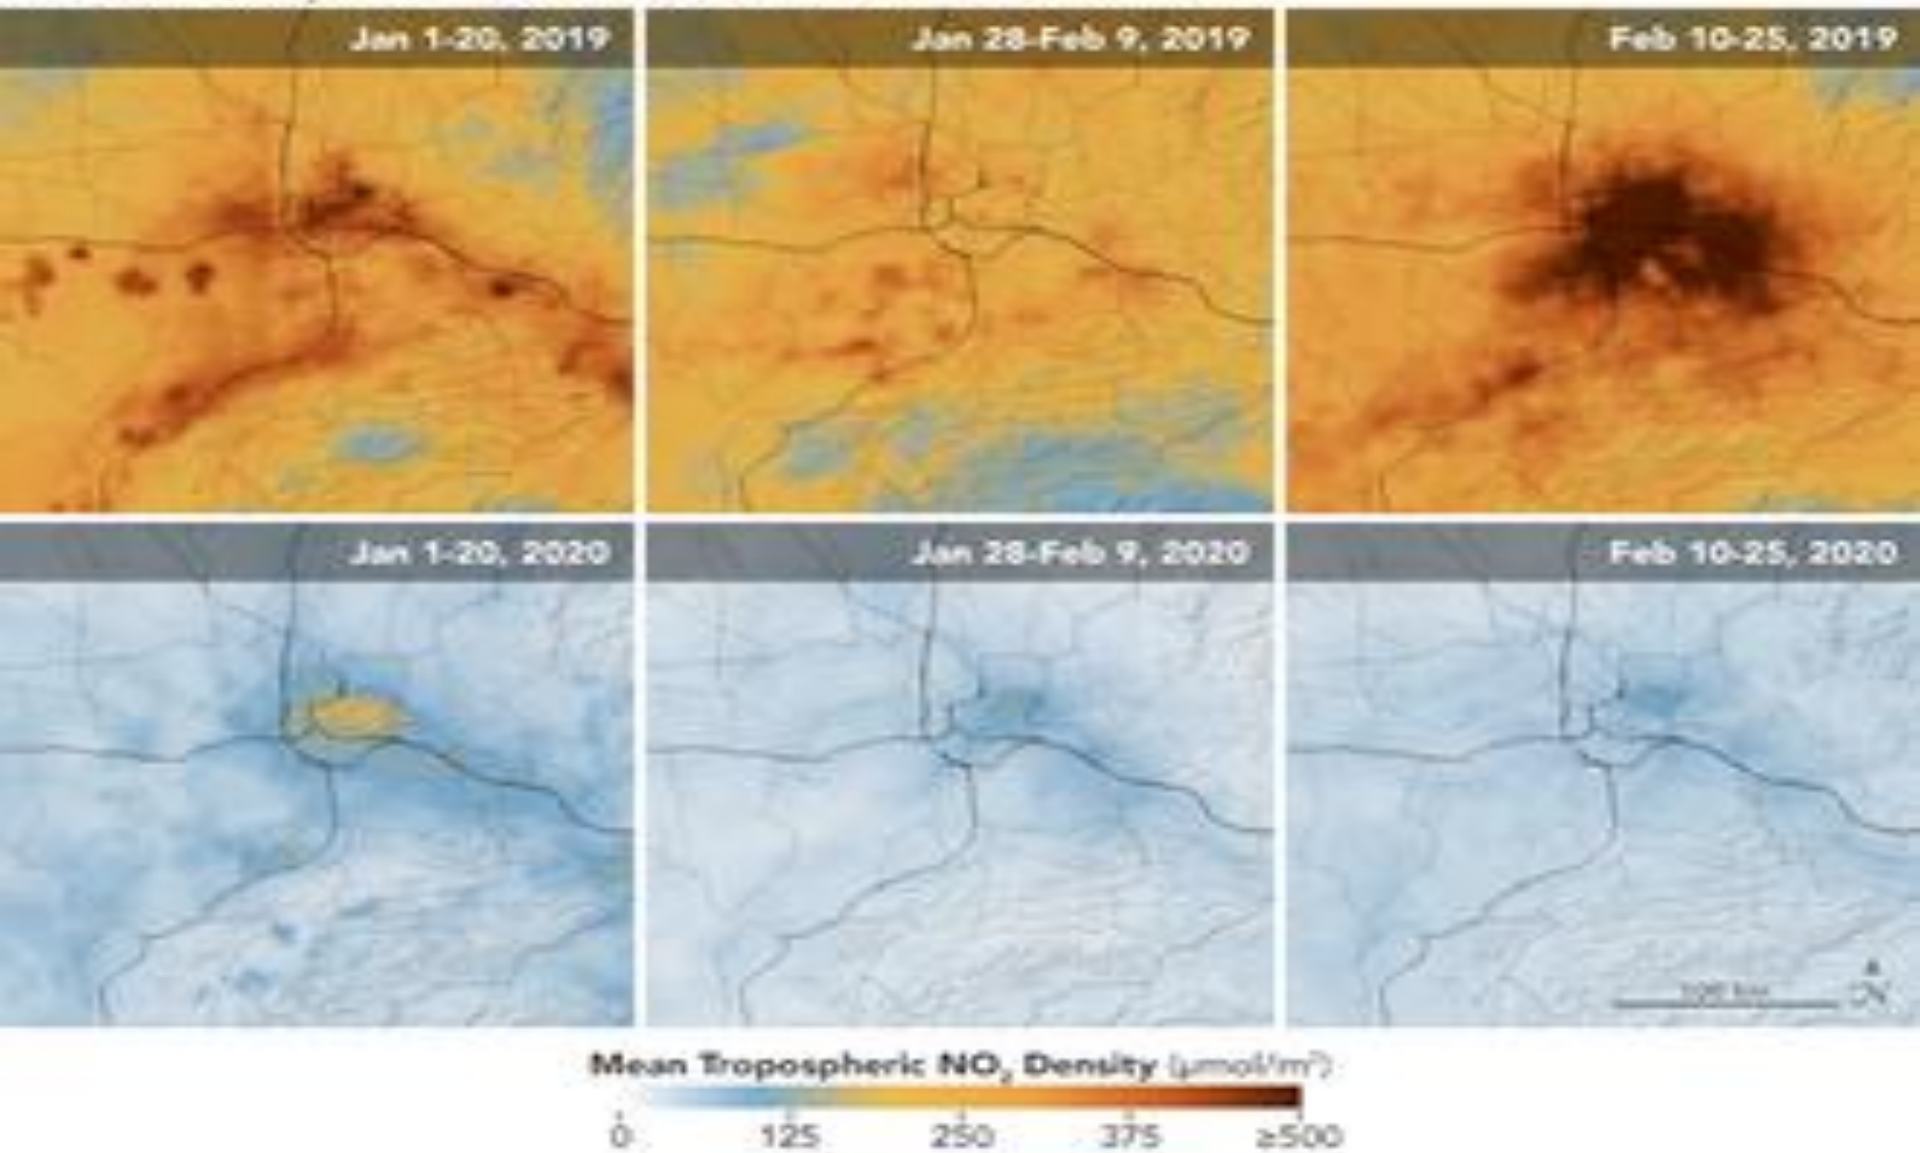 Jan 1-20, 2019
Jan 28-Feb 9, 2019
Feb 10-25, 2019
Jan 1-20, 2020
Jan 28-Feb 9, 2020
Feb 10-25, 2020
N
Mean Tropospheric NO₂ Density (µmol/m²)
0 125 250 375 ≥500